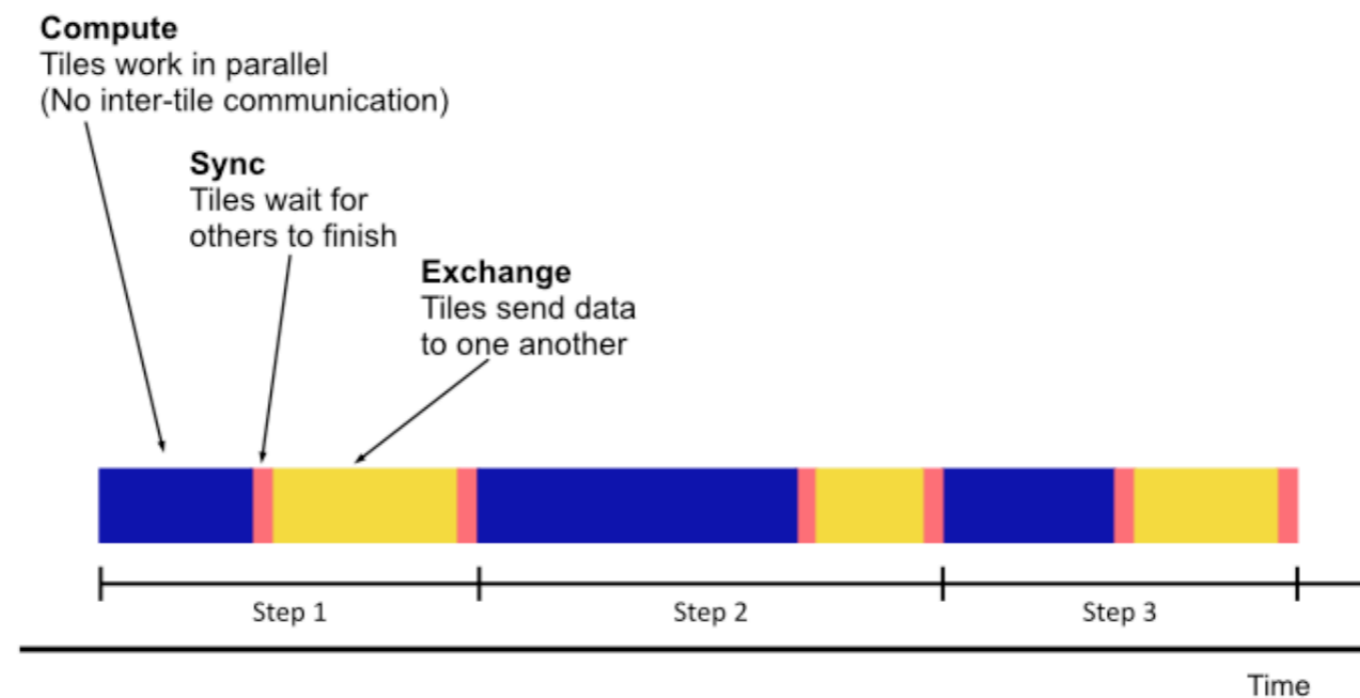 Compute
Tiles work in parallel
(No inter-tile communication)
Sync
Tiles wait for
others to finish
Exchange
Tiles send data
to one another
Step 1
Step 2
Step 3
Time